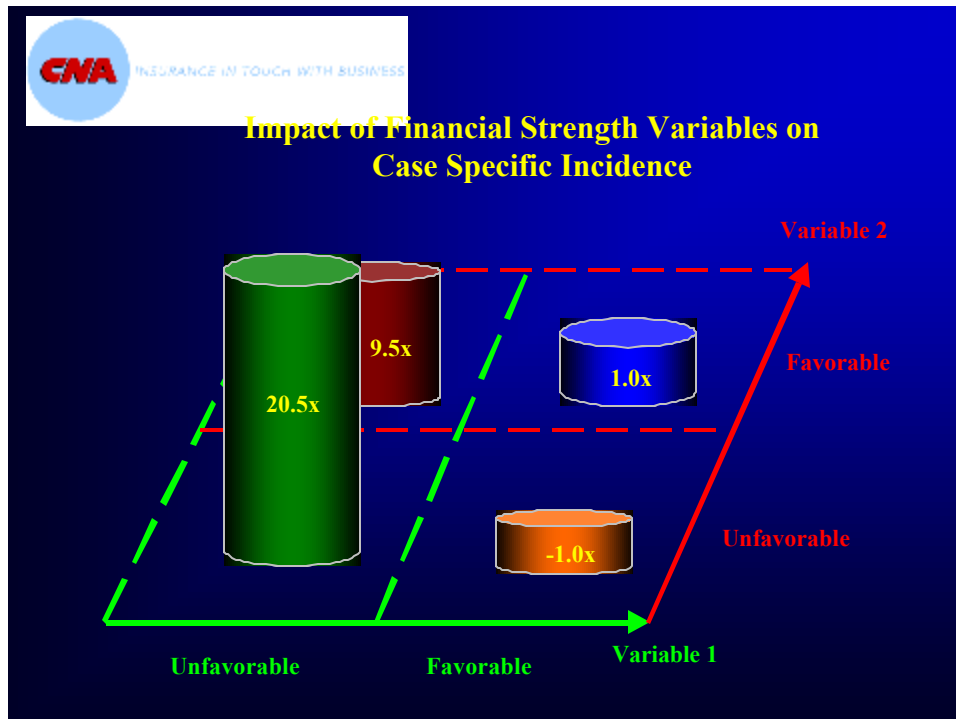 CNA
INSURANCE IN TOUCH WITH BUSINESS
Impact of Financial Strength Variables on
Case Specific Incidence
Variable 2
9.5x
Favorable
1.0x
20.5x
Unfavorable
-1.0x
Variable 1
Unfavorable
Favorable